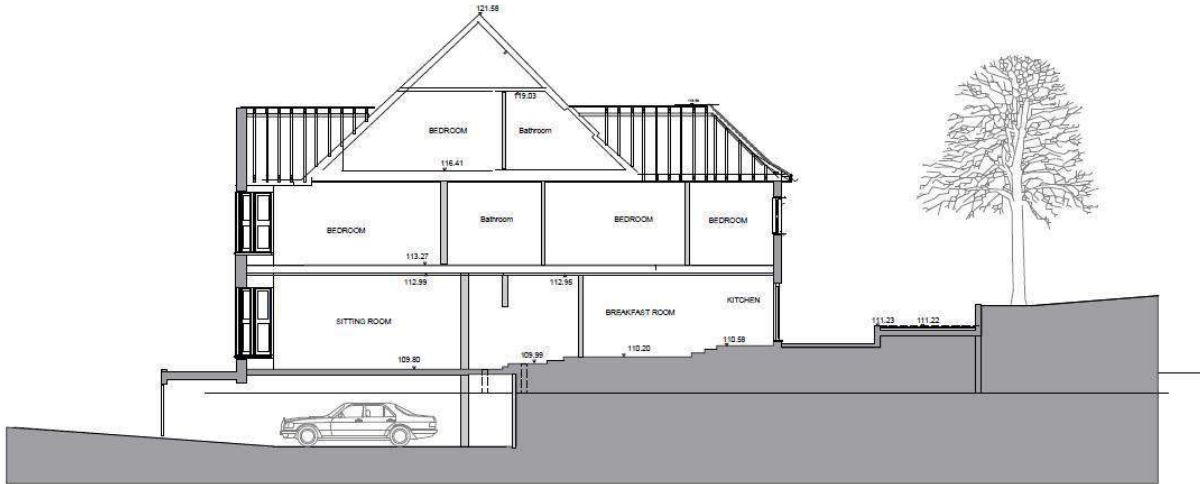 121.58
119.03
BEDROOM
Bathroom
116.41
BEDROOM
Bathroom
BEDROOM
BEDROOM
113.27
112.99
112.95
KITCHEN
SITTING ROOM
BREAKFAST ROOM
111.23
111.22
110.58
110.20
109.99
109.80